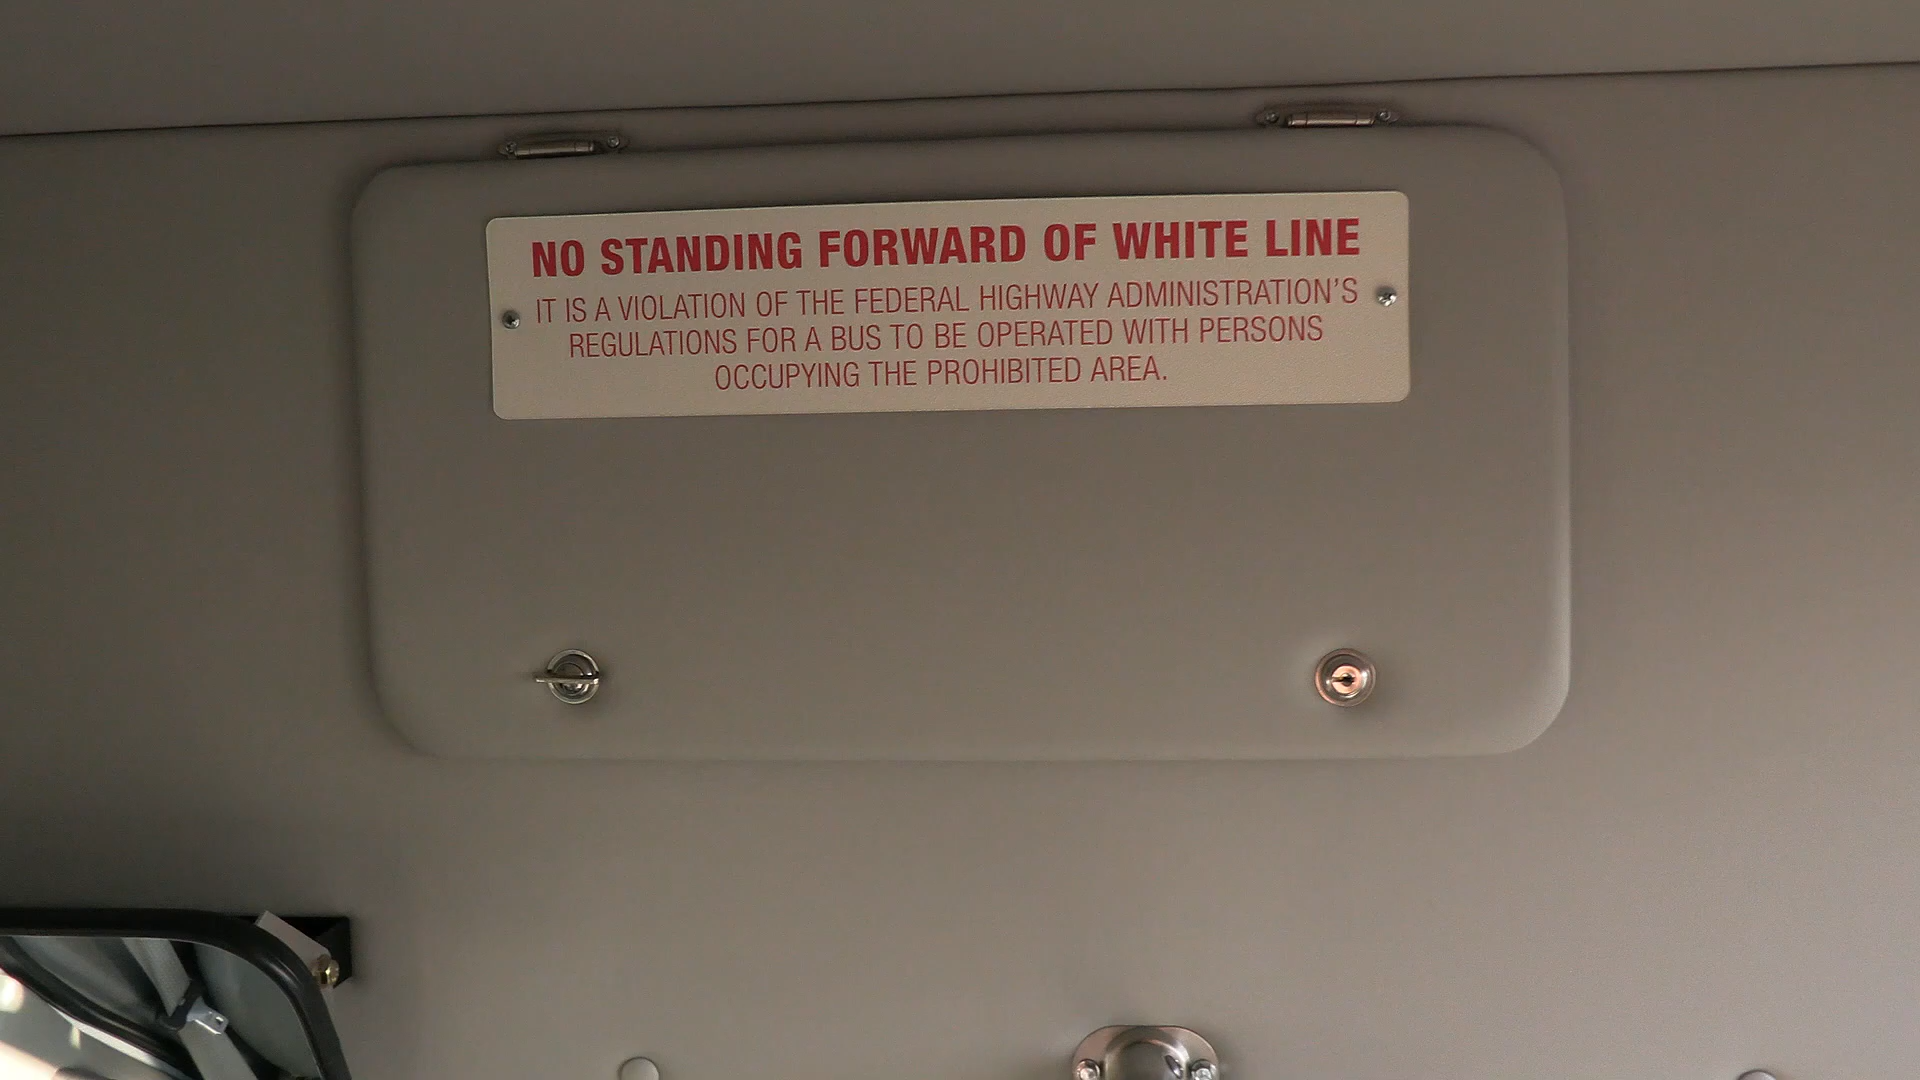 NO STANDING FORWARD OF WHITE LINE
IT IS A VIOLATION OF THE FEDERAL HIGHWAY ADMINISTRATION'S
REGULATIONS FOR A BUS TO BE OPERATED WITH PERSONS
OCCUPYING THE PROHIBITED AREA.